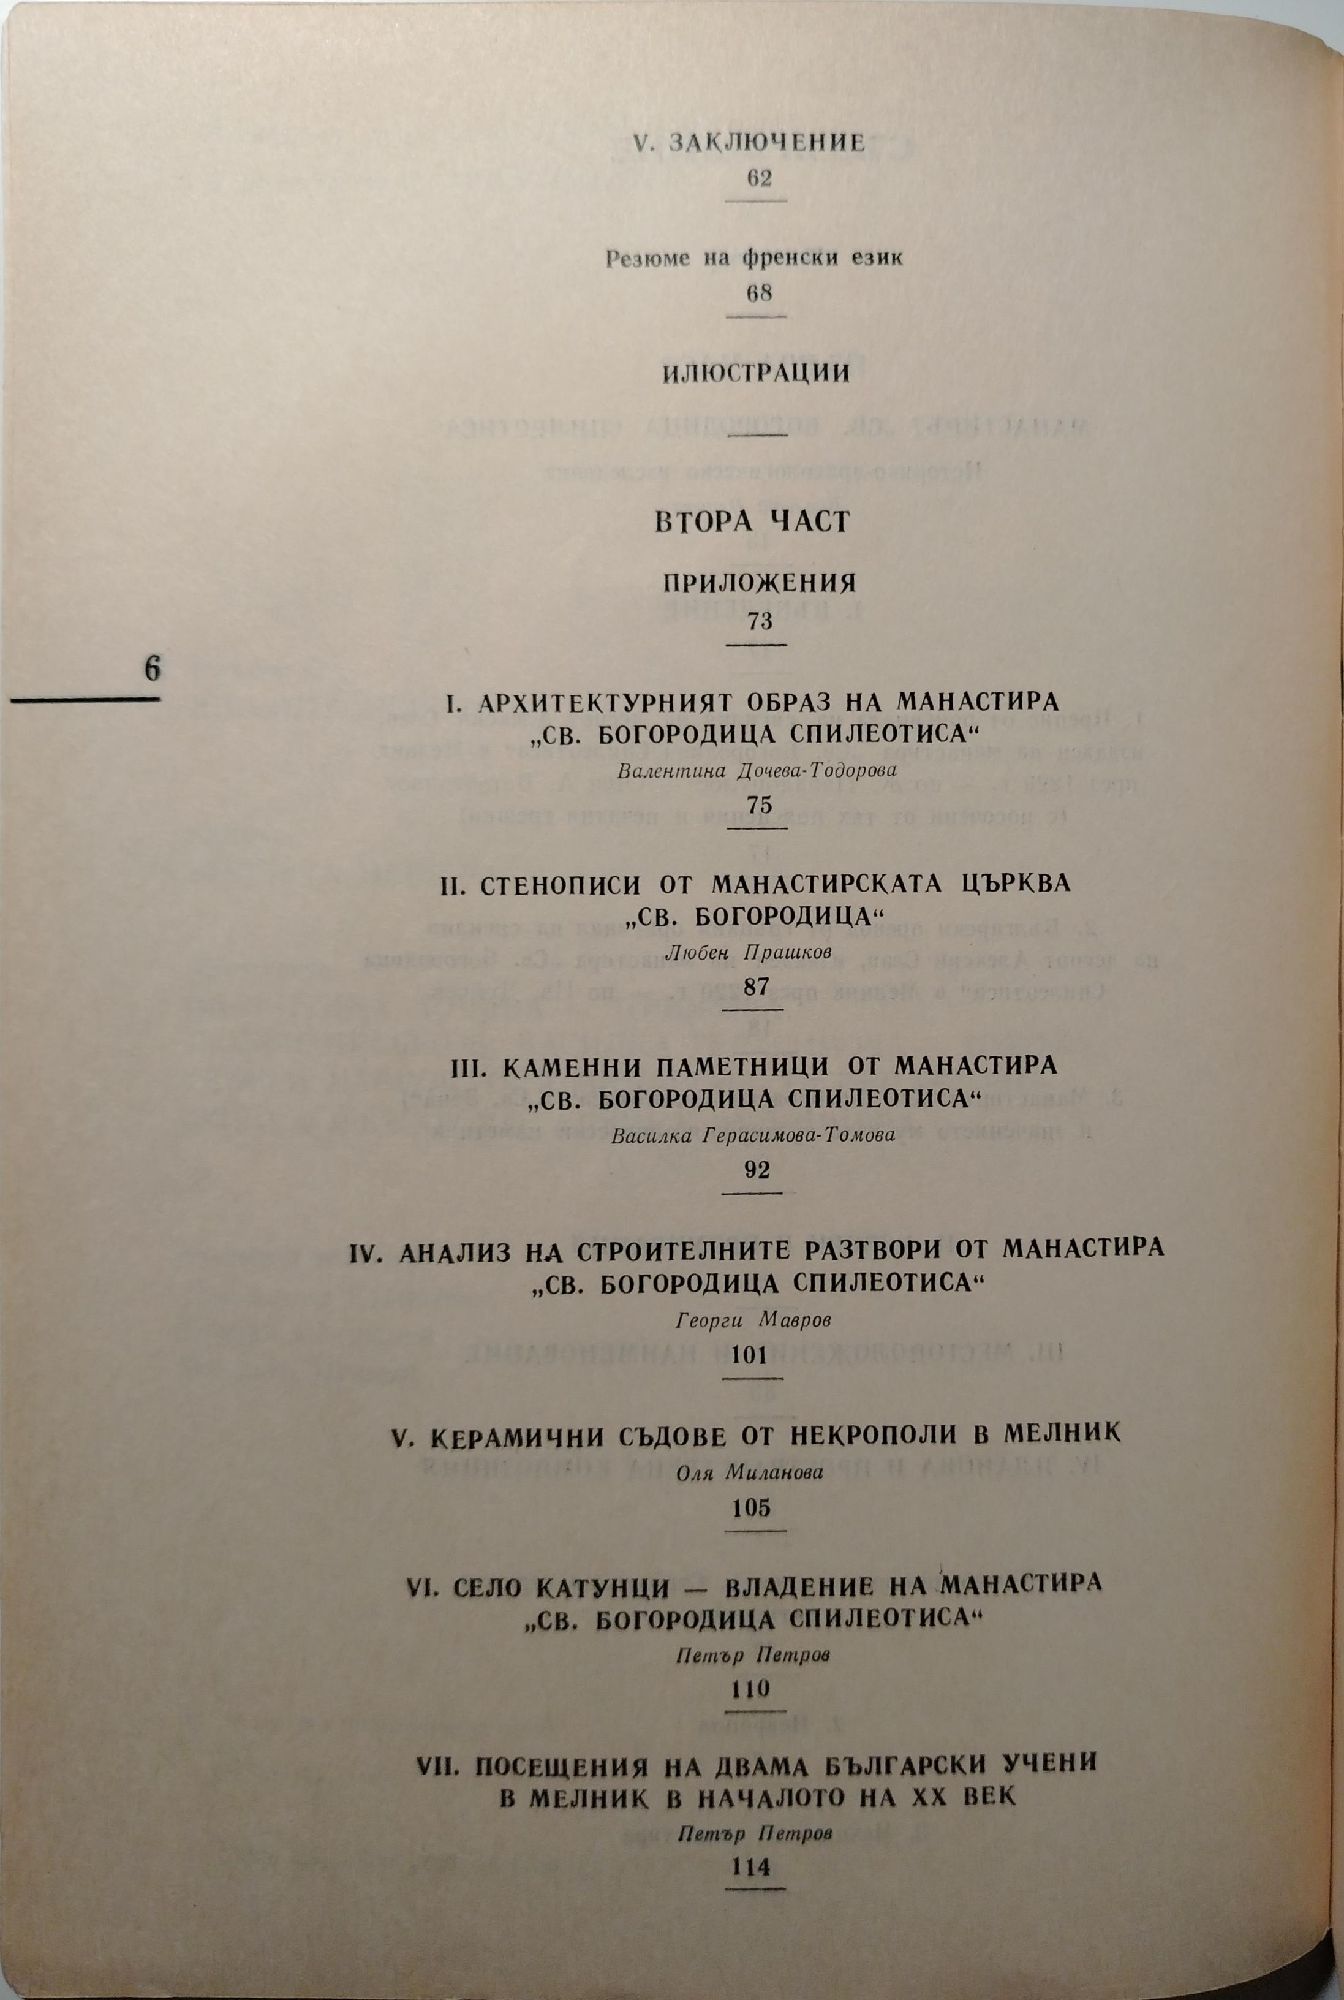 V. ЗАКЛЮЧЕНИЕ
62
Резюме на френски език
68
ИЛЮСТРАЦИИ
ВТОРА ЧАСТ
ПРИЛОЖЕНИЯ
73
6
I. АРХИТЕКТУРНИЯТ ОБРАЗ НА МАНАСТИРА
„СВ. БОГОРОДИЦА СПИЛЕОТИСА“
Валентина Дочева-Тодорова
75
II. СТЕНОПИСИ ОТ МАНАСТИРСКАТА ЦЪРКВА
„СВ. БОГОРОДИЦА“
Любен Прашков
87
III. КАМЕННИ ПАМЕТНИЦИ ОТ МАНАСТИРА
„СВ. БОГОРОДИЦА СПИЛЕОТИСА“
Василка Герасимова-Томова
92
IV. АНАЛИЗ НА СТРОИТЕЛНИТЕ РАЗТВОРИ ОТ МАНАСТИРА
„СВ. БОГОРОДИЦА СПИЛЕОТИСА“
Георги Мавров
101
V. КЕРАМИЧНИ СЪДОВЕ ОТ НЕКРОПОЛИ В МЕЛНИК
Оля Миланова
105
VI. СЕЛО КАТУНЦИ — ВЛАДЕНИЕ НА МАНАСТИРА
„СВ. БОГОРОДИЦА СПИЛЕОТИСА“
Петър Петров
110
VII. ПОСЕЩЕНИЯ НА ДВАМА БЪЛГАРСКИ УЧЕНИ
В МЕЛНИК В НАЧАЛОТО НА XX ВЕК
Петър Петров
114